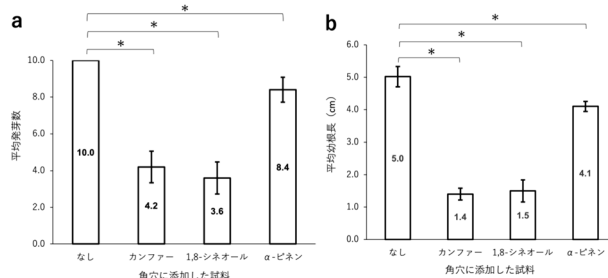 a
*
*
*
平均発芽数
10.0
8.0
6.0
4.0
2.0
0.0
10.0
4.2
3.6
8.4
なし
カンファー
1,8-シネオール
α-ピネン
角穴に添加した試料
b
*
*
*
平均幼根長（cm）
6.0
5.0
4.0
3.0
2.0
1.0
0.0
5.0
1.4
1.5
4.1
なし
カンファー
1,8-シネオール
α-ピネン
角穴に添加した試料